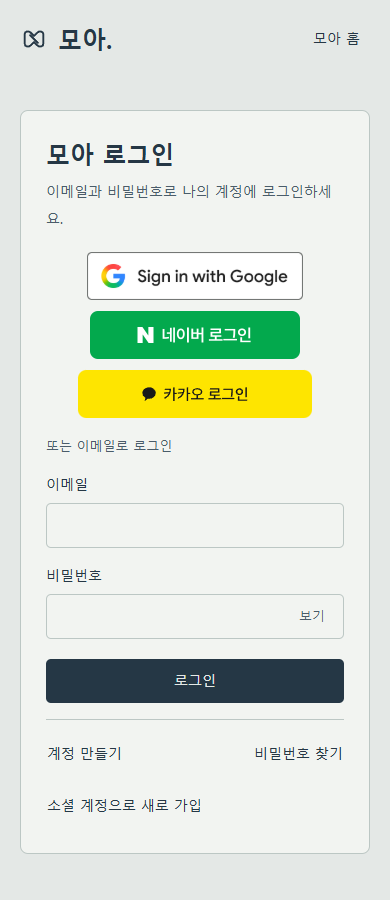 모아.
모아 홈
모아 로그인
이메일과 비밀번호로 나의 계정에 로그인하세
요.
Sign in with Google
네이버 로그인
카카오 로그인
또는 이메일로 로그인
이메일
비밀번호
보기
로그인
계정 만들기
비밀번호 찾기
소셜 계정으로 새로 가입